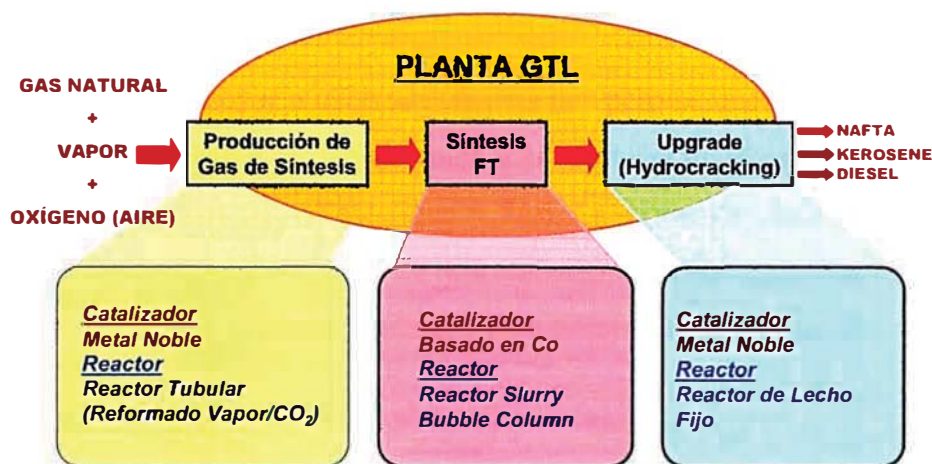 PLANTA GTL
GAS NATURAL
+
VAPOR
+
OXÍGENO (AIRE)
Producción de
Gas de Síntesis
Síntesis
FT
Upgrade
(Hydrocracking)
NAFTA
KEROSENE
DIESEL
Catalizador
Metal Noble
Reactor
Reactor Tubular
(Reformado Vapor/CO₂)
Catalizador
Basado en Co
Reactor
Reactor Slurry
Bubble Column
Catalizador
Metal Noble
Reactor
Reactor de Lecho
Fijo